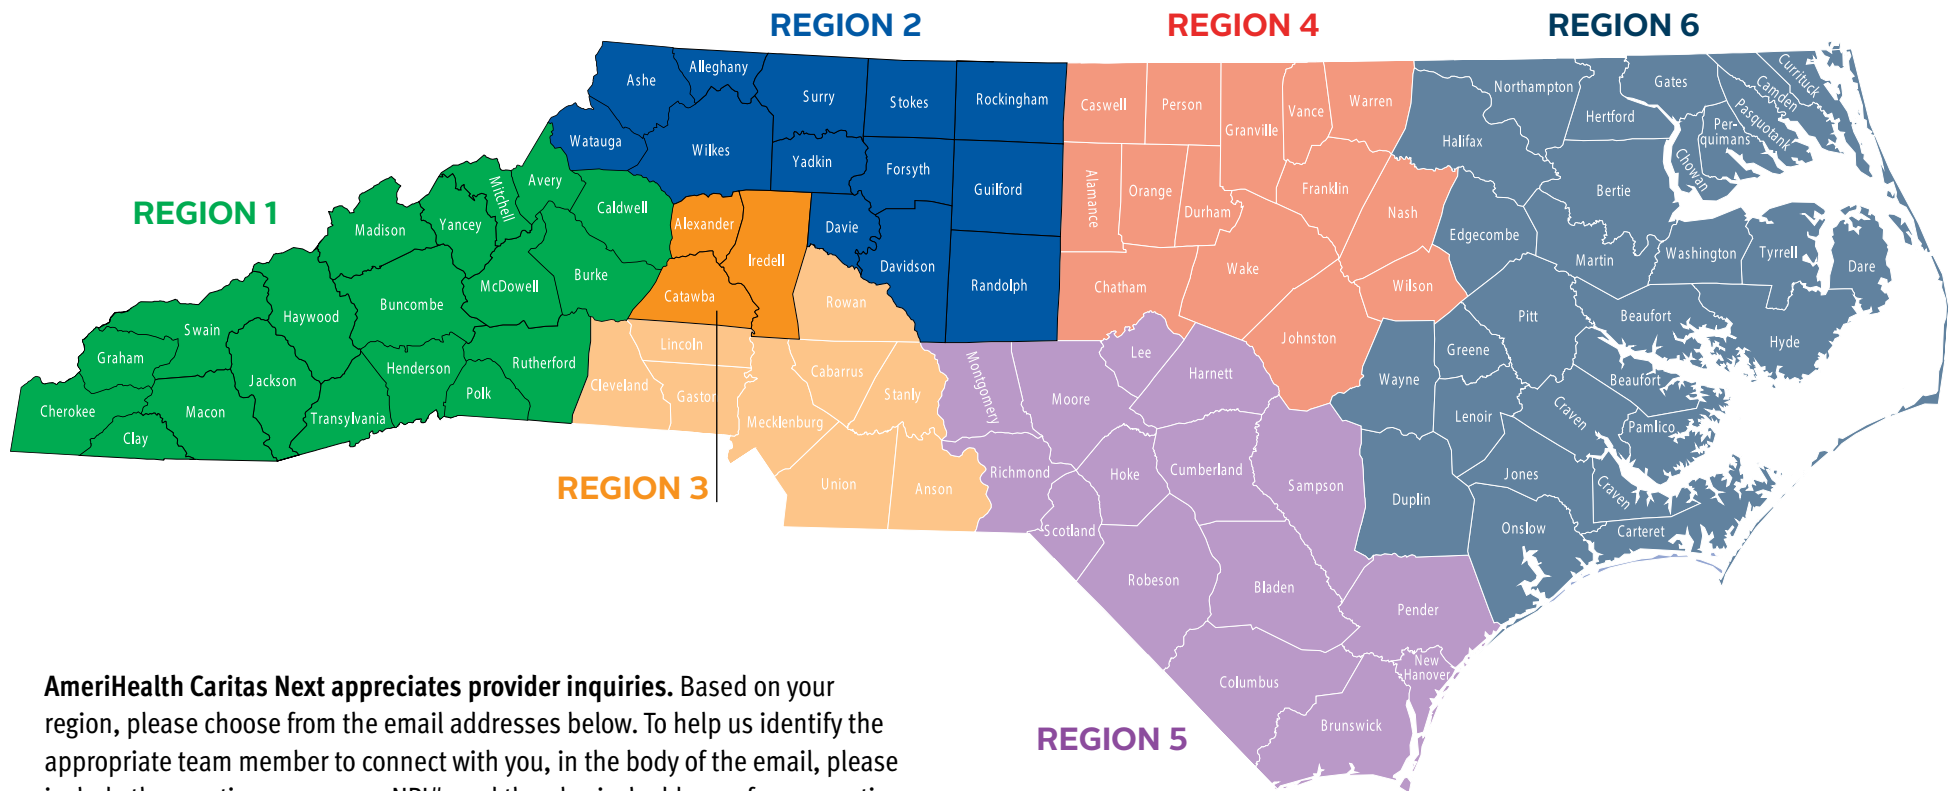 REGION 2
REGION 4
REGION 6
REGION 1
REGION 3
REGION 5
Ashe
Alleghany
Surry
Stokes
Rockingham
Watauga
Wilkes
Yadkin
Forsyth
Guilford
Davie
Davidson
Randolph
Avery
Mitchell
Caldwell
Madison
Yancey
McDowell
Burke
Buncombe
Haywood
Swain
Graham
Cherokee
Clay
Macon
Jackson
Transylvania
Henderson
Polk
Rutherford
Alexander
Iredell
Catawba
Rowan
Lincoln
Cleveland
Gaston
Cabarrus
Stanly
Mecklenburg
Union
Anson
Caswell
Person
Granville
Vance
Warren
Alamance
Orange
Durham
Franklin
Nash
Wake
Chatham
Wilson
Johnston
Montgomery
Moore
Lee
Harnett
Richmond
Hoke
Cumberland
Sampson
Scotland
Robeson
Bladen
Pender
Columbus
New
Hanover
Brunswick
Northampton
Gates
Hertford
Halifax
Currituck
Camden
Pasquotank
Per-
quimans
Chowan
Bertie
Edgecombe
Martin
Washington
Tyrrell
Dare
Pitt
Beaufort
Hyde
Greene
Wayne
Beaufort
Lenoir
Craven
Pamlico
Jones
Craven
Duplin
Onslow
Carteret
AmeriHealth Caritas Next appreciates provider inquiries. Based on your
region, please choose from the email addresses below. To help us identify the
appropriate team member to connect with you, in the body of the email, please